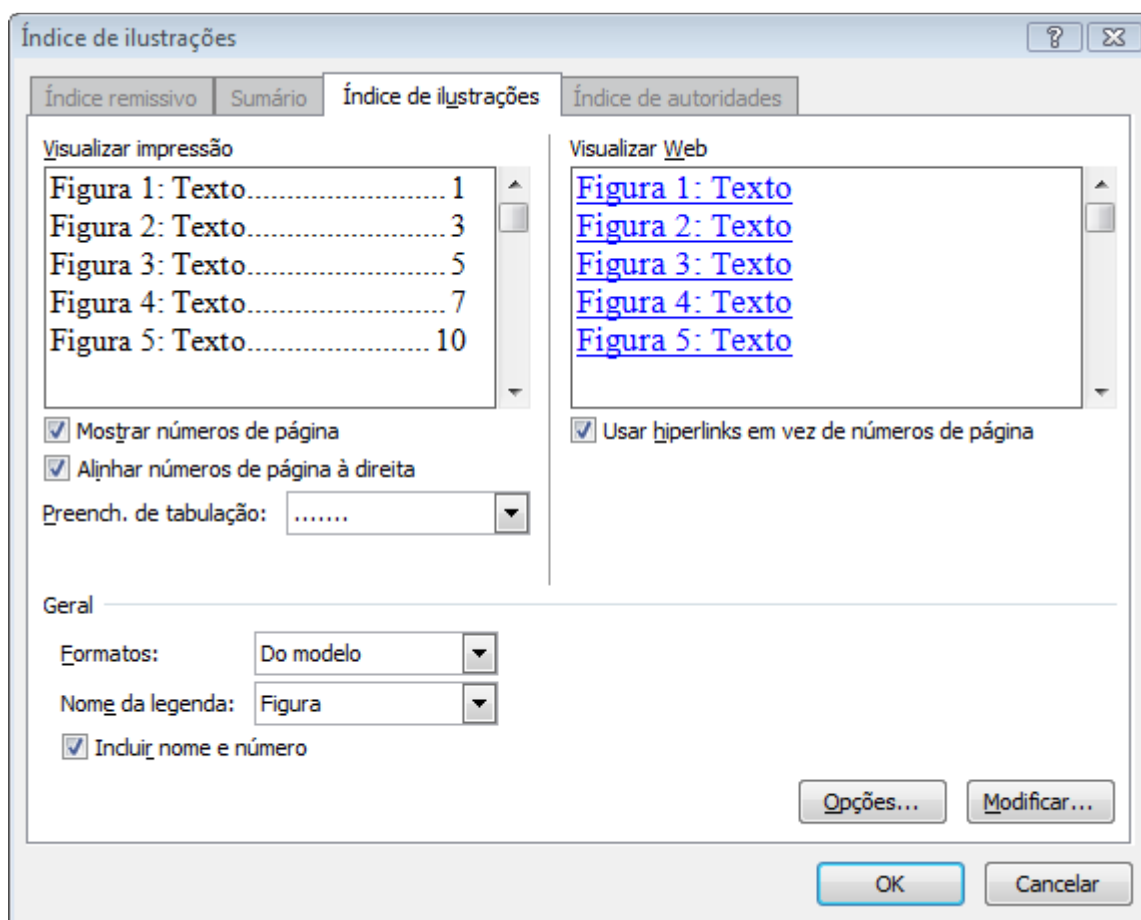 Índice de ilustrações
Índice remissivo Sumário Índice de ilustrações Índice de autoridades
Visualizar impressão
Figura 1: Texto.......................... 1
Figura 2: Texto.......................... 3
Figura 3: Texto.......................... 5
Figura 4: Texto.......................... 7
Figura 5: Texto........................ 10
Mostrar números de página
Alinhar números de página à direita
Preench. de tabulação: .......
Visualizar Web
Figura 1: Texto
Figura 2: Texto
Figura 3: Texto
Figura 4: Texto
Figura 5: Texto
Usar hiperlinks em vez de números de página
Geral
Formatos: Do modelo
Nome da legenda: Figura
Incluir nome e número
Opções... Modificar...
OK Cancelar